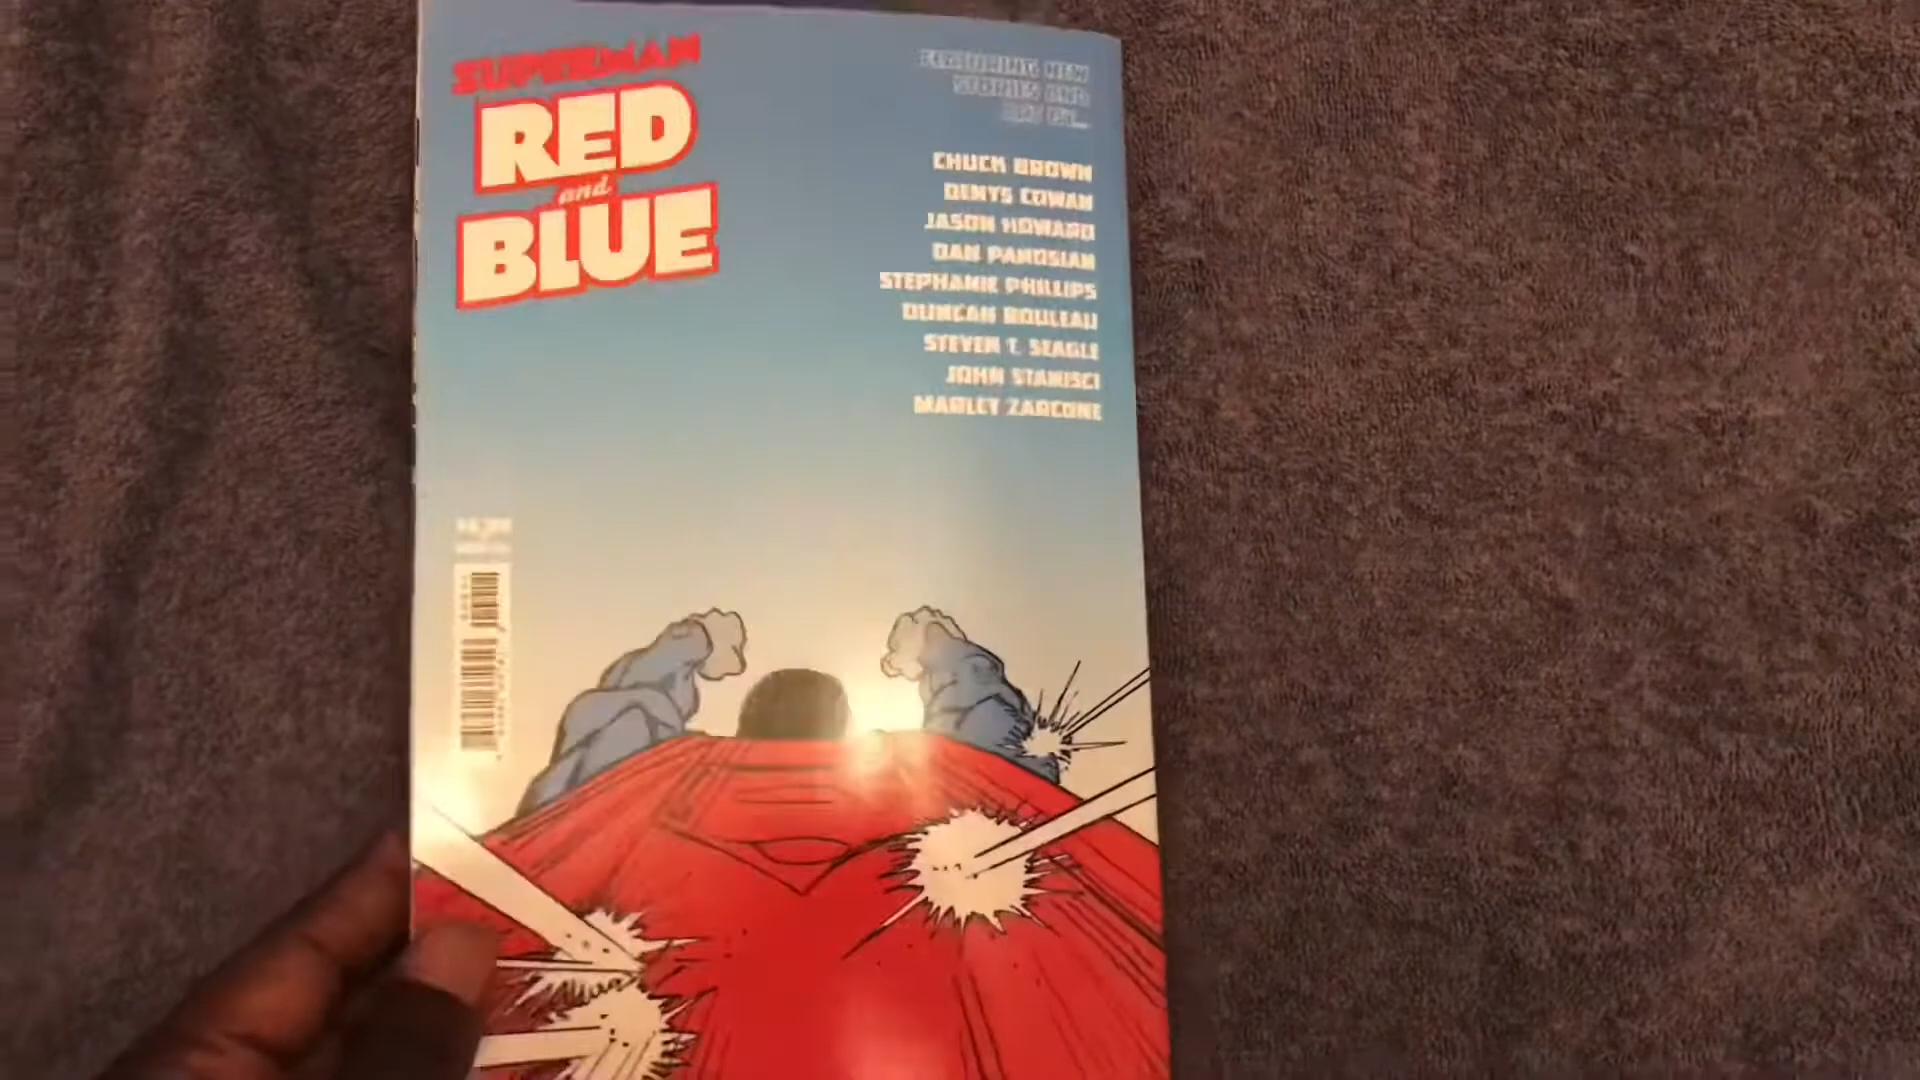 SUPERMAN
RED
and
BLUE
FEATURING NEW
STORIES AND
ART BY...
CHUCK BROWN
DENYS COWAN
JASON HOWARD
DAN PANOSIAN
STEPHANIE PHILLIPS
DUNCAN ROULEAU
STEVEN T. SEAGLE
JOHN STANISCI
MARLEY ZARCONE